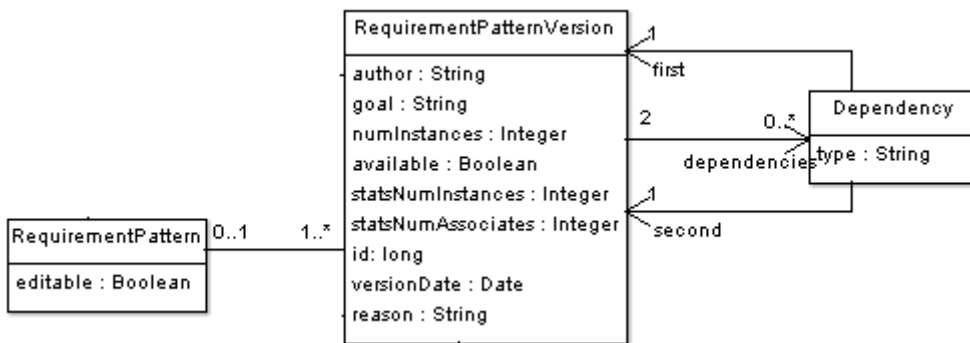 RequirementPatternVersion
author : String
goal : String
numInstances : Integer
available : Boolean
statsNumInstances : Integer
statsNumAssociates : Integer
id: long
versionDate : Date
reason : String
1
first
2
0..*
dependencies
1
second
Dependency
type : String
RequirementPattern
editable : Boolean
0..1
1..*